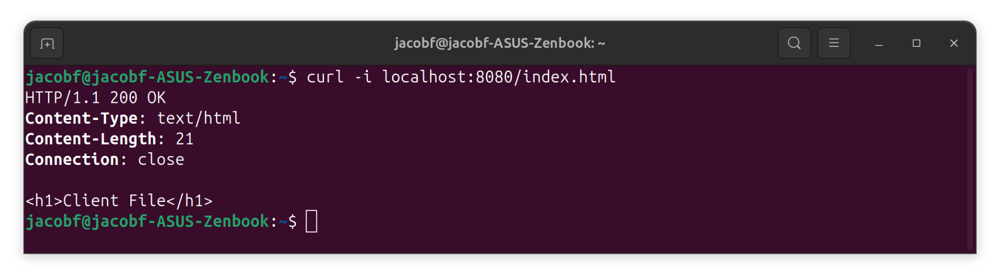 jacobf@jacobf-ASUS-Zenbook: ~
jacobf@jacobf-ASUS-Zenbook:~$ curl -i localhost:8080/index.html
HTTP/1.1 200 OK
Content-Type: text/html
Content-Length: 21
Connection: close

<h1>Client File</h1>
jacobf@jacobf-ASUS-Zenbook:~$